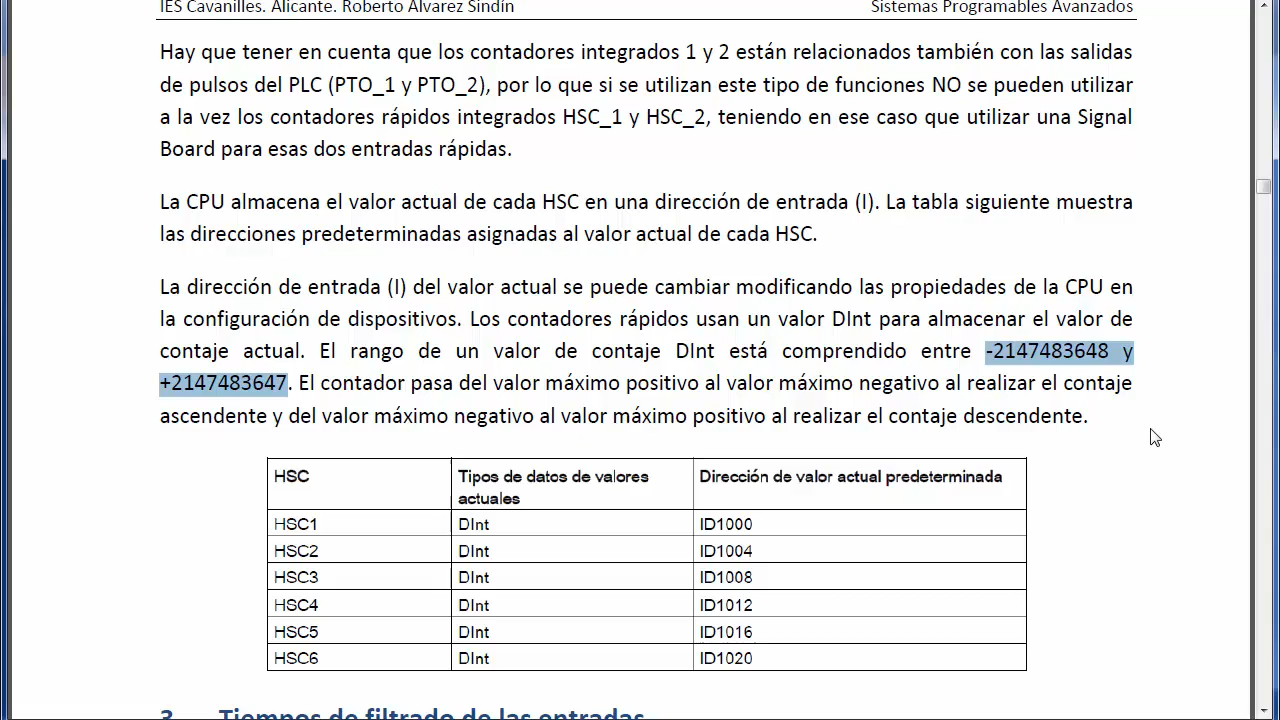 IES Cavanilles. Alicante. Roberto Álvarez Sindín Sistemas Programables Avanzados
Hay que tener en cuenta que los contadores integrados 1 y 2 están relacionados también con las salidas
de pulsos del PLC (PTO_1 y PTO_2), por lo que si se utilizan este tipo de funciones NO se pueden utilizar
a la vez los contadores rápidos integrados HSC_1 y HSC_2, teniendo en ese caso que utilizar una Signal
Board para esas dos entradas rápidas.
La CPU almacena el valor actual de cada HSC en una dirección de entrada (I). La tabla siguiente muestra
las direcciones predeterminadas asignadas al valor actual de cada HSC.
La dirección de entrada (I) del valor actual se puede cambiar modificando las propiedades de la CPU en
la configuración de dispositivos. Los contadores rápidos usan un valor DInt para almacenar el valor de
contaje actual. El rango de un valor de contaje DInt está comprendido entre -2147483648 y
+2147483647. El contador pasa del valor máximo positivo al valor máximo negativo al realizar el contaje
ascendente y del valor máximo negativo al valor máximo positivo al realizar el contaje descendente.
HSC Tipos de datos de valores Dirección de valor actual predeterminada
actuales
HSC1 DInt ID1000
HSC2 DInt ID1004
HSC3 DInt ID1008
HSC4 DInt ID1012
HSC5 DInt ID1016
HSC6 DInt ID1020
3. Tiempos de filtrado de las entradas